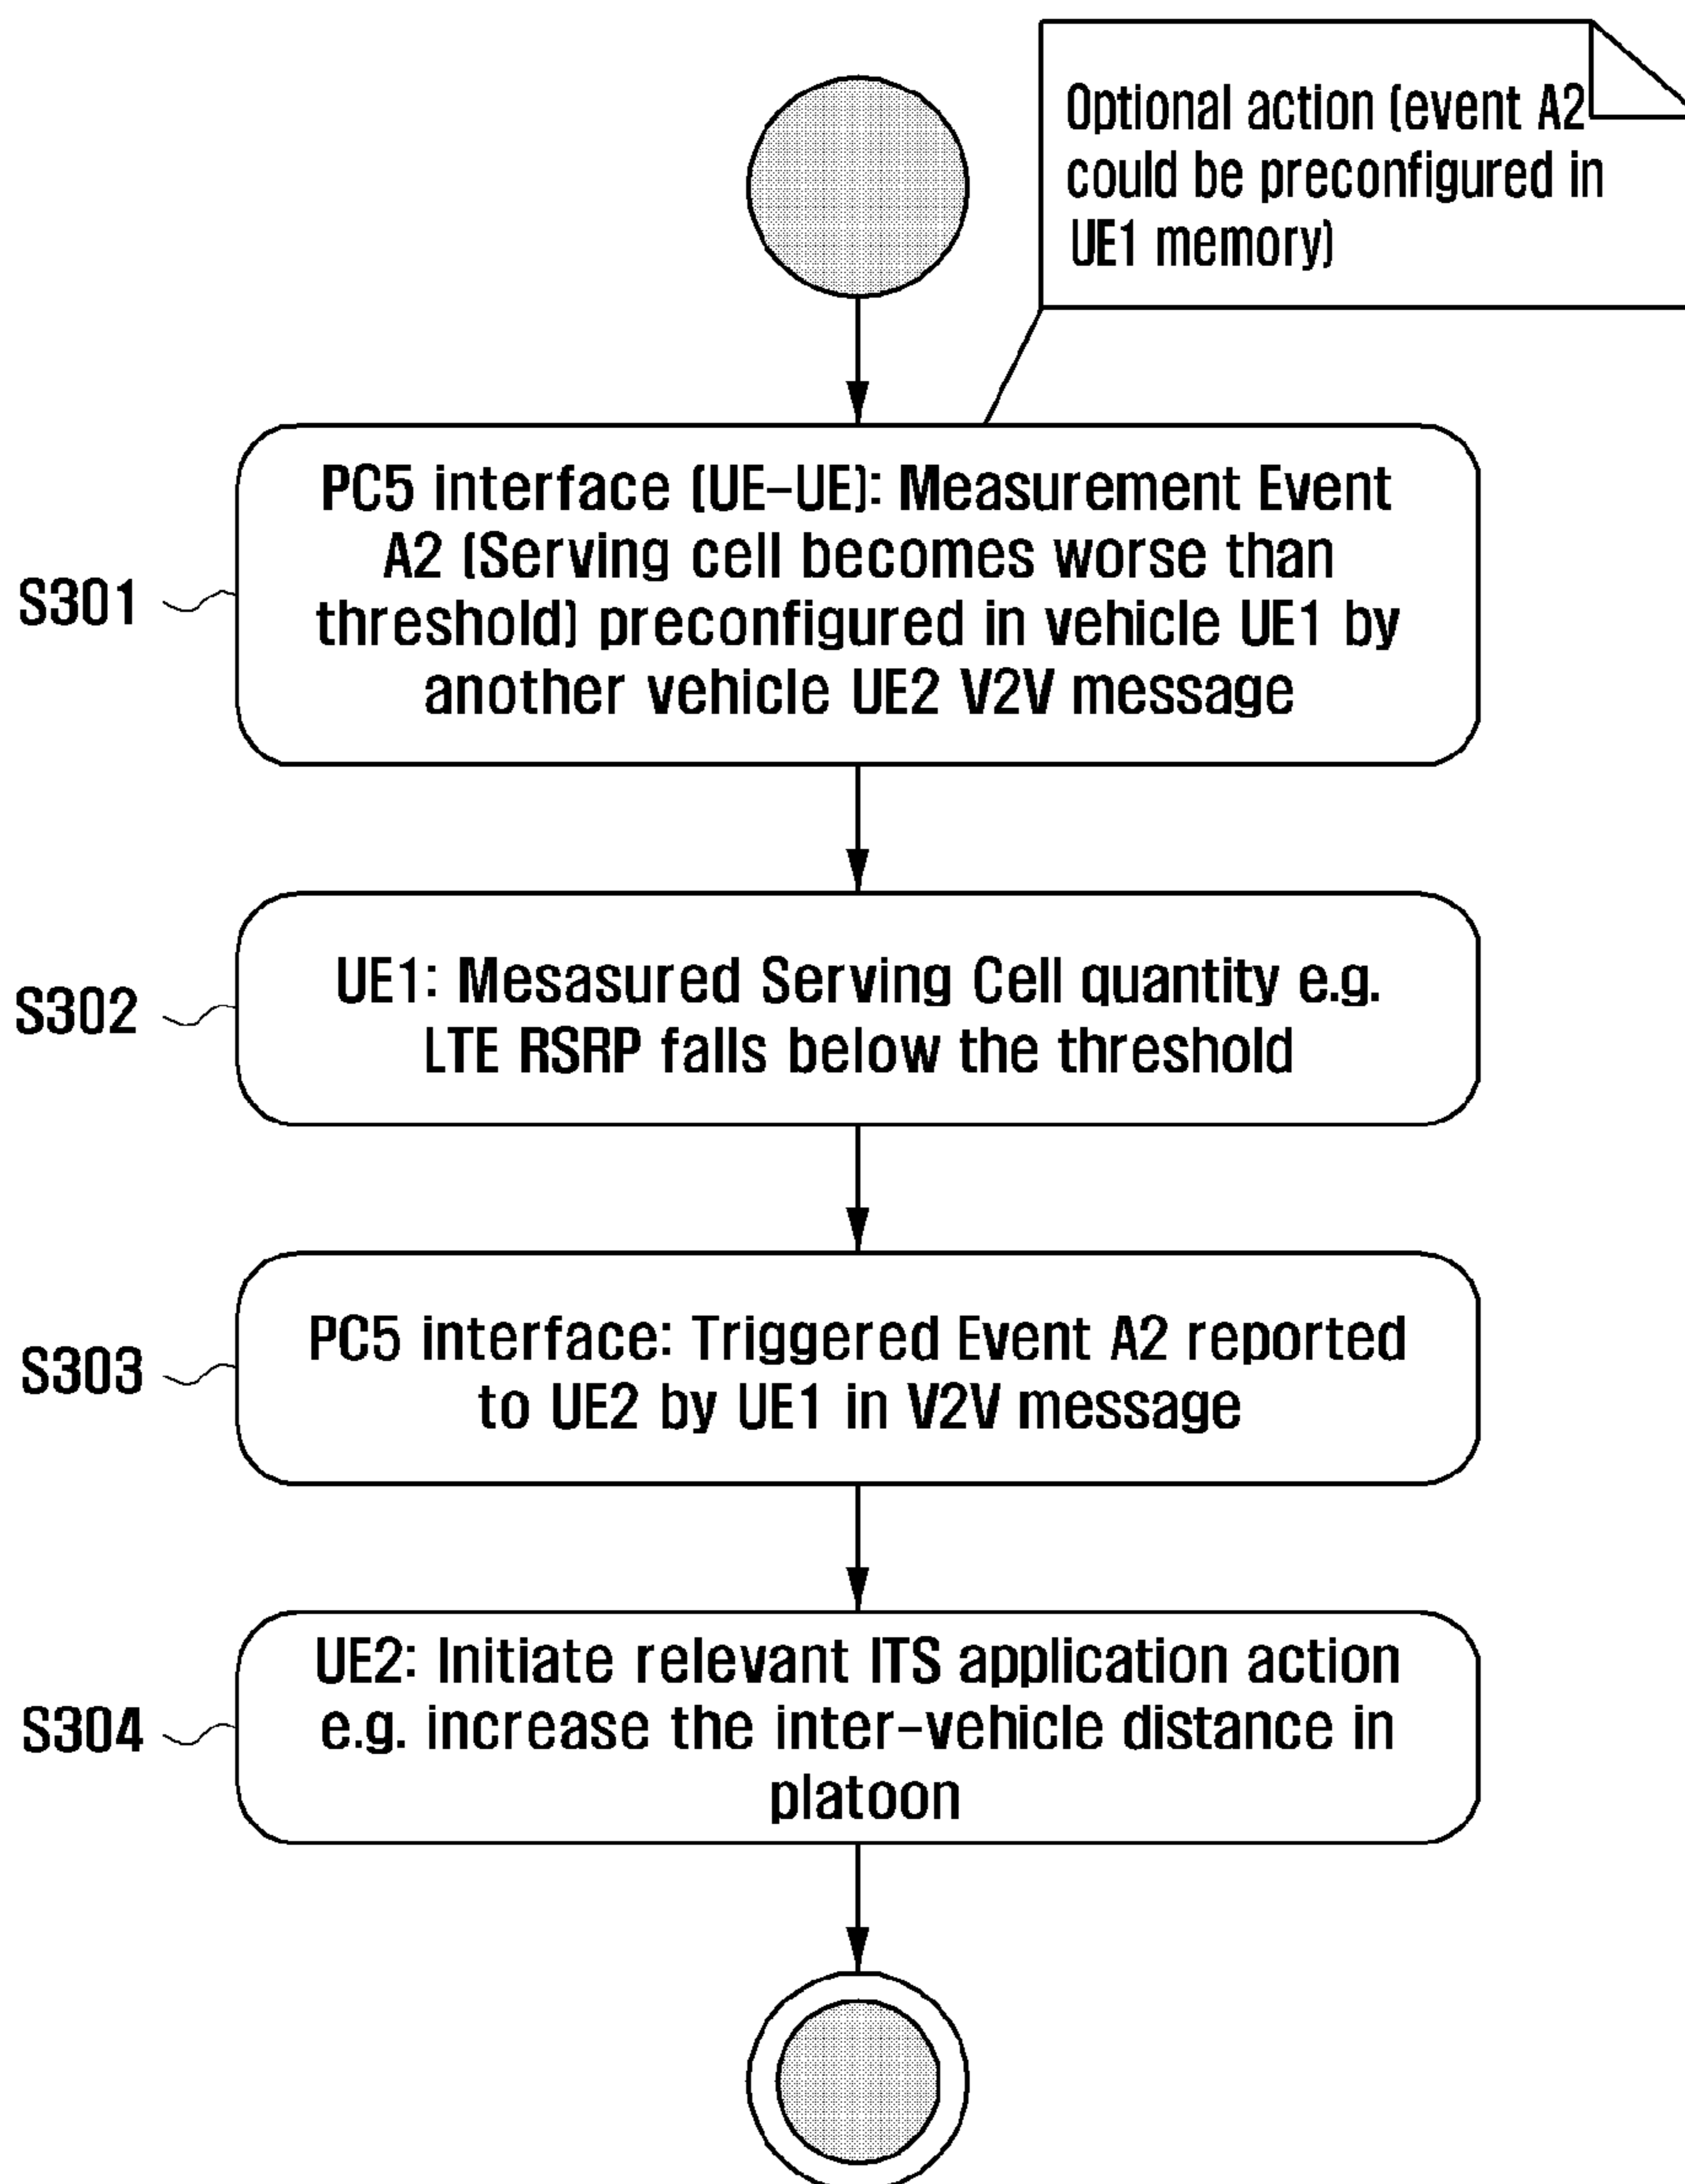 Optional action (event A2
could be preconfigured in
UE1 memory)
PC5 interface (UE-UE): Measurement Event
A2 (Serving cell becomes worse than
threshold) preconfigured in vehicle UE1 by
another vehicle UE2 V2V message
S301
UE1: Mesasured Serving Cell quantity e.g.
LTE RSRP falls below the threshold
S302
PC5 interface: Triggered Event A2 reported
to UE2 by UE1 in V2V message
S303
UE2: Initiate relevant ITS application action
e.g. increase the inter-vehicle distance in
platoon
S304